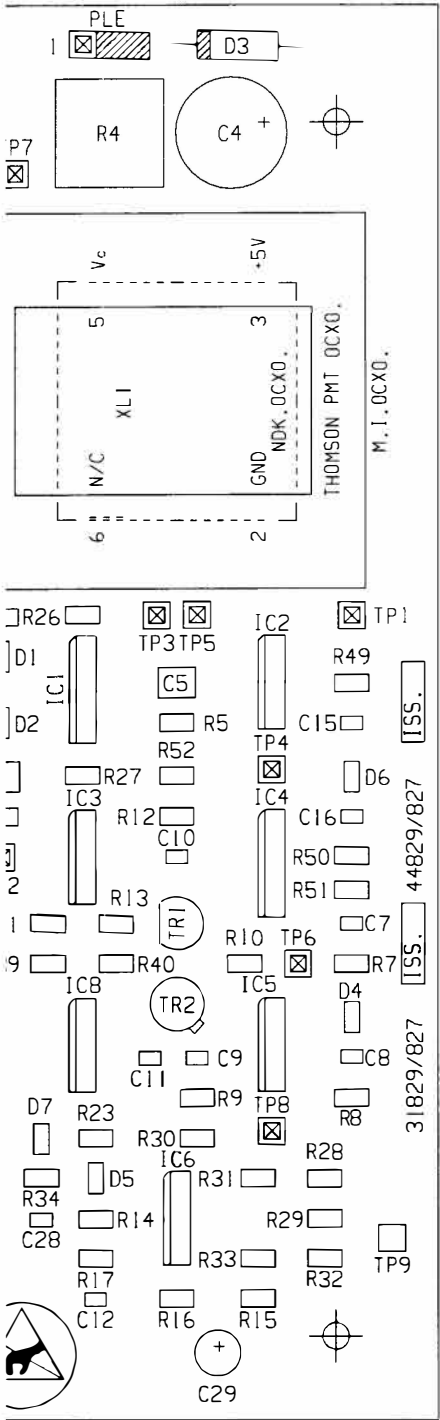 PLE
1
D3
R4
C4
+
P7
Vc
+5V
5
3
XL1
NDK.OCXO.
N/C
GND
6
2
THOMSON PMT OCXO.
M.I.OCXO.
R26
TP3 TP5
IC2
TP1
D1
IC1
C5
R49
ISS.
D2
R5
C15
R52
TP4
R27
D6
IC3
R12
IC4
C16
44829/827
C10
R50
2
R13
R51
1
TR1
C7
R10
TP6
9
R40
R7
ISS.
IC8
IC5
D4
TR2
C11
C9
C8
31829/827
R9
D7
R23
TP8
R8
R30
IC6
R28
D5
R31
R34
R14
R29
C28
R33
R17
R32
TP9
C12
R16
R15
+
C29